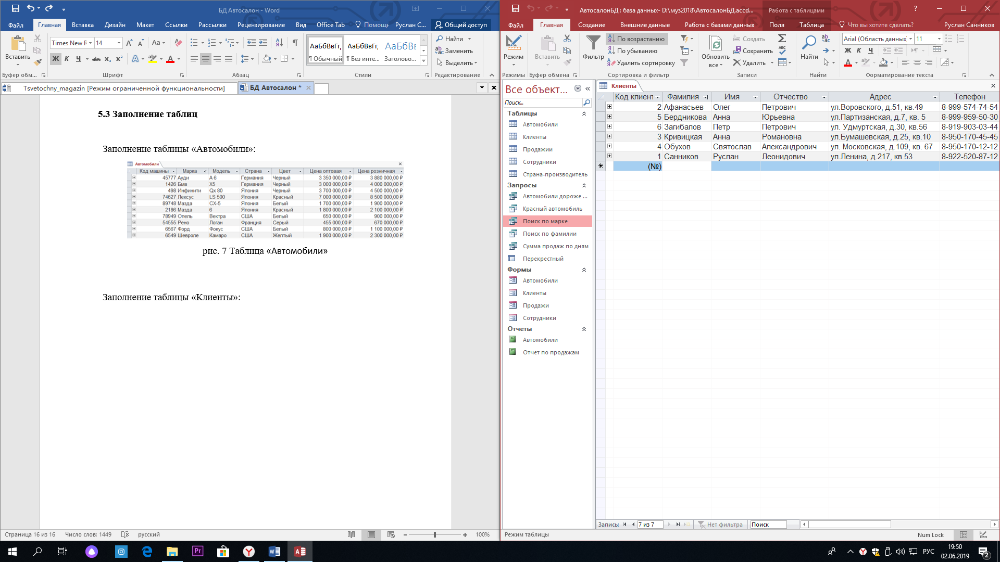 БД Автосалон - Word
Файл Главная Вставка Дизайн Макет Ссылки Рассылки Рецензирование Вид Office Tab Помощь Руслан С... Общий доступ
Вставить
Times New R 14
Aa
Ж К Ч abc x₂ x²
АаБбВвГг, АаБбВвГг, АаБбВі
¶ Обычный ¶ Без инте... Заголово...
Найти
Заменить
Выделить
Буфер обм... Шрифт Абзац Стили Редактирование
Tsvetochny_magazin [Режим ограниченной функциональности] БД Автосалон *
5.3 Заполнение таблиц
Заполнение таблицы «Автомобили»:
Автомобили
Код машины Марка Модель Страна Цвет Цена оптовая Цена розничная
45777 Ауди А 6 Германия Черный 3 350 000,00 ₽ 3 880 000,00 ₽
1426 Бмв X5 Германия Черный 3 000 000,00 ₽ 4 000 000,00 ₽
498 Инфинити Qx 80 Япония Черный 3 700 000,00 ₽ 4 500 000,00 ₽
74627 Лексус LS 500 Япония Красный 7 000 000,00 ₽ 8 500 000,00 ₽
89748 Мазда CX-5 Япония Белый 1 700 000,00 ₽ 1 900 000,00 ₽
2186 Мазда 6 Япония Красный 1 800 000,00 ₽ 2 100 000,00 ₽
78949 Опель Вектра США Белый 650 000,00 ₽ 900 000,00 ₽
54555 Рено Логан Франция Серый 455 000,00 ₽ 670 000,00 ₽
6567 Форд Фокус США Белый 800 000,00 ₽ 1 100 000,00 ₽
6549 Шевроле Камаро США Желтый 1 900 000,00 ₽ 2 300 000,00 ₽
рис. 7 Таблица «Автомобили»
Заполнение таблицы «Клиенты»:
Страница 16 из 16 Число слов: 1449 русский 100%
АвтосалонБД : база данных- D:\муз2018\АвтосалонБД.accd... Работа с таблицами
Файл Главная Создание Внешние данные Работа с базами данных Поля Таблица Что вы хотите сделать? Руслан Санников
Режим
Вставить
Фильтр
По возрастанию
По убыванию
Удалить сортировку
Обновить все
Создать
Сохранить
Удалить
Найти
Arial (Область данных 11
Ж К Ч
Режимы Буфер обмена Сортировка и фильтр Записи Найти Форматирование текста
Все объект...
Поиск...
Таблицы
Автомобили
Клиенты
Продажии
Сотрудники
Страна-производитель
Запросы
Автомобили дороже ...
Красный автомобиль
Поиск по марке
Поиск по фамилии
Сумма продаж по дням
Перекрестный
Формы
Автомобили
Клиенты
Продажи
Сотрудники
Отчеты
Автомобили
Отчет по продажам
Клиенты
Код клиент Фамилия Имя Отчество Адрес Телефон
2 Афанасьев Олег Петрович ул.Воровского, д.51, кв.49 8-999-574-74-54
5 Бердникова Анна Юрьевна ул.Партизанская, д.7, кв. 5 8-999-959-50-30
6 Загибалов Петр Петрович ул. Удмуртская, д.30, кв.56 8-919-903-03-44
3 Кривицкая Анна Романовна ул.Бумашевская, д.25, кв.10 8-950-170-45-45
4 Обухов Святослав Александрович ул. Московская, д.109, кв. 67 8-950-170-12-12
1 Санников Руслан Леонидович ул.Ленина, д.217, кв.53 8-922-520-87-12
* (№)
Запись: 7 из 7 Нет фильтра Поиск
Режим таблицы Num Lock
РУС 19:50
02.06.2019 2